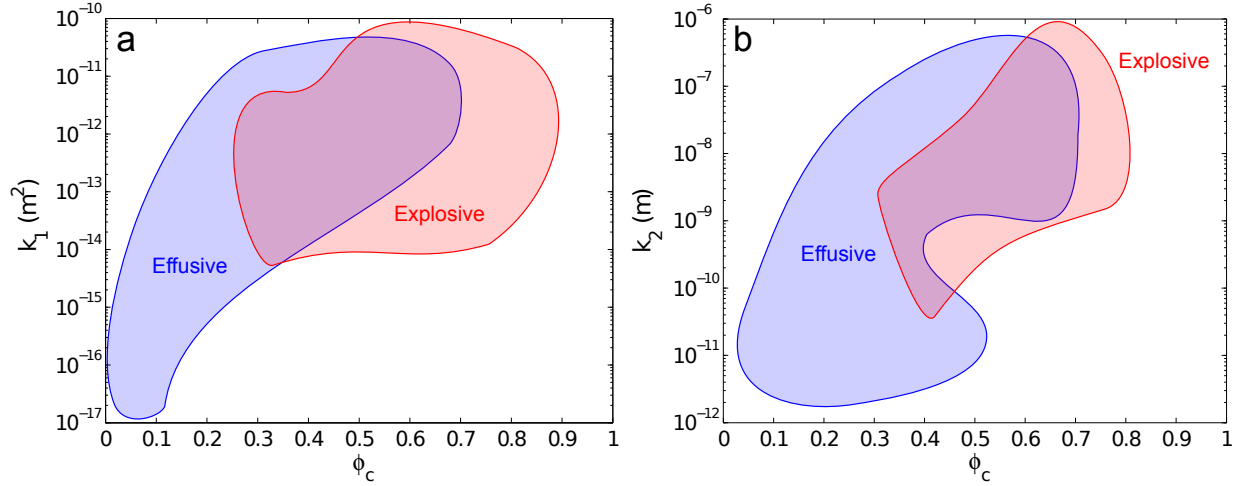 a
k₁ (m²)
10⁻¹⁰
10⁻¹¹
10⁻¹²
10⁻¹³
10⁻¹⁴
10⁻¹⁵
10⁻¹⁶
10⁻¹⁷
Explosive
Effusive
0 0.1 0.2 0.3 0.4 0.5 0.6 0.7 0.8 0.9 1
ϕ_c
b
k₂ (m)
10⁻⁶
10⁻⁷
10⁻⁸
10⁻⁹
10⁻¹⁰
10⁻¹¹
10⁻¹²
Explosive
Effusive
0 0.1 0.2 0.3 0.4 0.5 0.6 0.7 0.8 0.9 1
ϕ_c